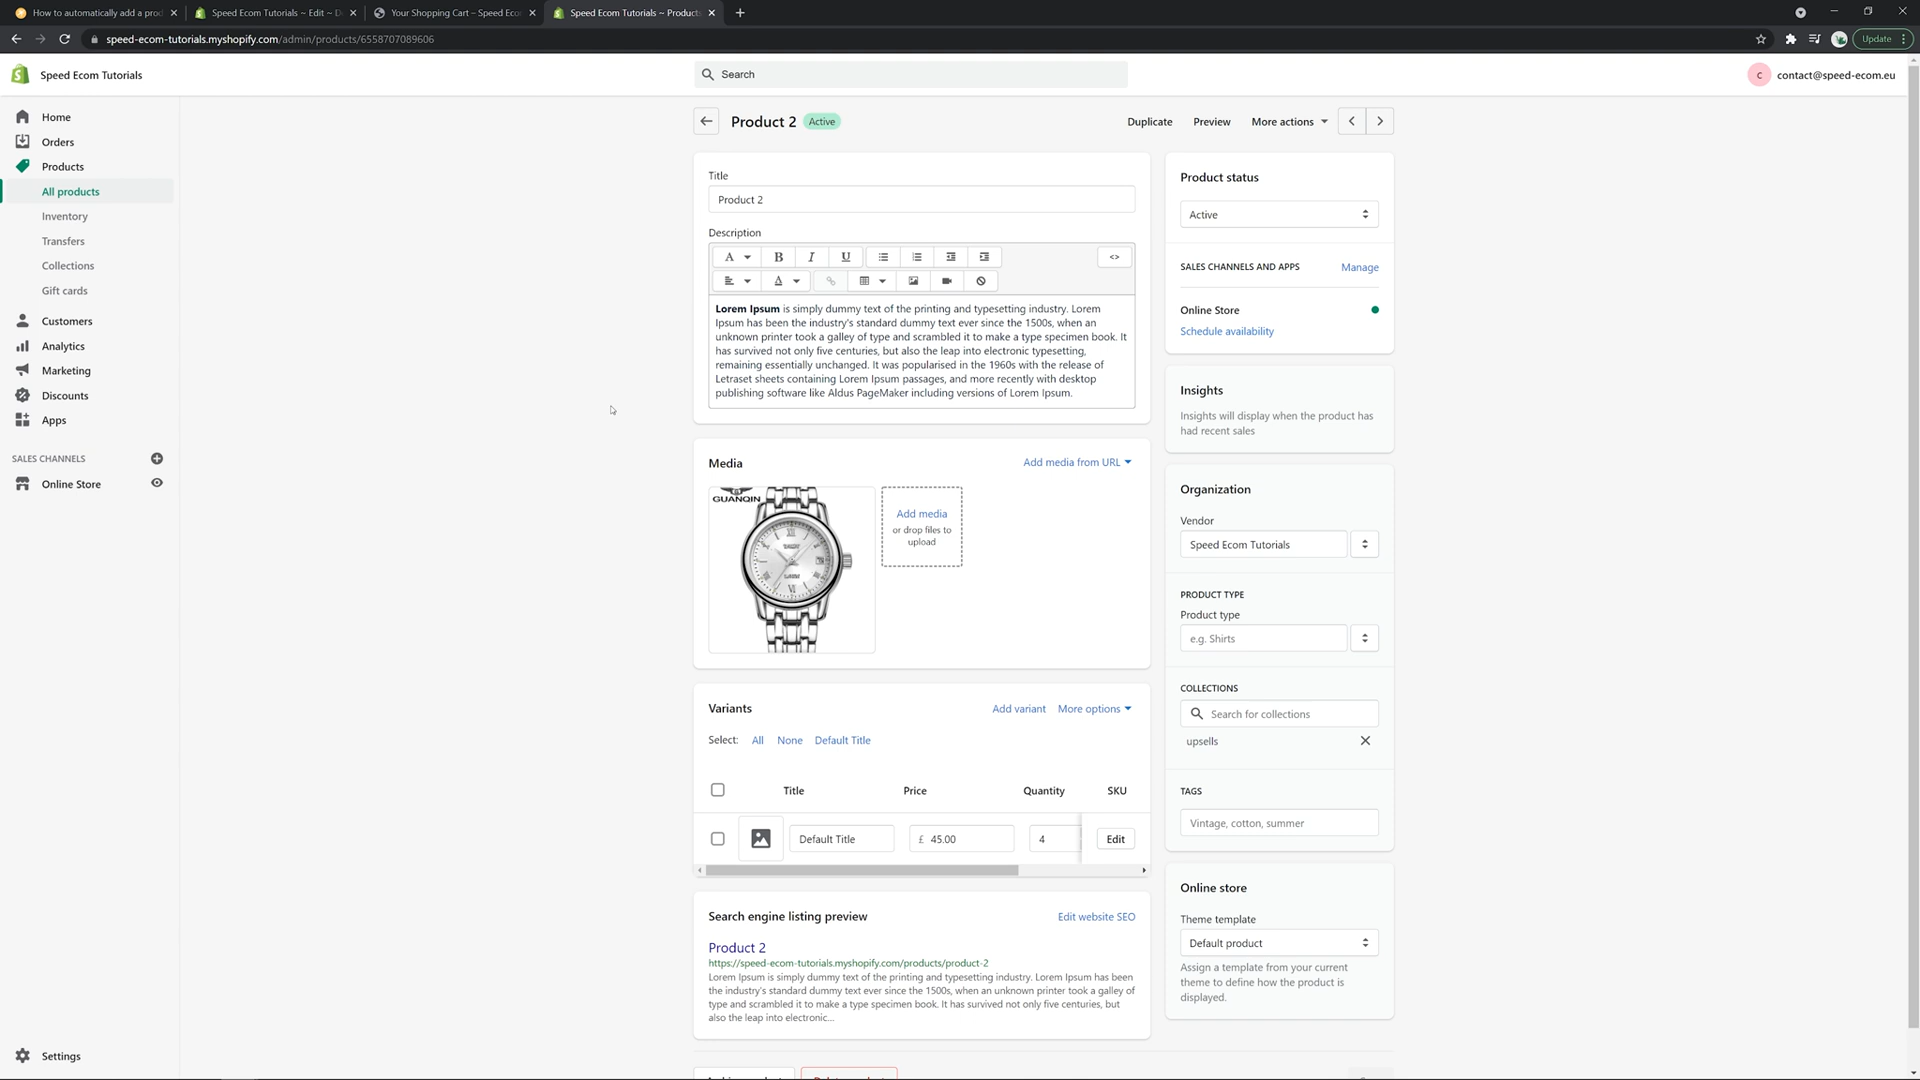 How to automatically add a prod
Speed Ecom Tutorials ~ Edit ~ D
Your Shopping Cart – Speed Ecom
Speed Ecom Tutorials ~ Products
speed-ecom-tutorials.myshopify.com/admin/products/6558707089606
Update
Speed Ecom Tutorials
Search
C
contact@speed-ecom.eu
Home
Orders
Products
All products
Inventory
Transfers
Collections
Gift cards
Customers
Analytics
Marketing
Discounts
Apps
SALES CHANNELS
Online Store
Settings
Product 2
Active
Duplicate
Preview
More actions
Title
Product 2
Description
A
B
I
U
<>
A
Lorem Ipsum is simply dummy text of the printing and typesetting industry. Lorem
Ipsum has been the industry's standard dummy text ever since the 1500s, when an
unknown printer took a galley of type and scrambled it to make a type specimen book. It
has survived not only five centuries, but also the leap into electronic typesetting,
remaining essentially unchanged. It was popularised in the 1960s with the release of
Letraset sheets containing Lorem Ipsum passages, and more recently with desktop
publishing software like Aldus PageMaker including versions of Lorem Ipsum.
Media
Add media from URL
GUANQIN
Add media
or drop files to
upload
Variants
Add variant
More options
Select:
All
None
Default Title
Title
Price
Quantity
SKU
Default Title
£ 45.00
4
Edit
Search engine listing preview
Edit website SEO
Product 2
https://speed-ecom-tutorials.myshopify.com/products/product-2
Lorem Ipsum is simply dummy text of the printing and typesetting industry. Lorem Ipsum has been
the industry's standard dummy text ever since the 1500s, when an unknown printer took a galley of
type and scrambled it to make a type specimen book. It has survived not only five centuries, but
also the leap into electronic...
Product status
Active
SALES CHANNELS AND APPS
Manage
Online Store
Schedule availability
Insights
Insights will display when the product has
had recent sales
Organization
Vendor
Speed Ecom Tutorials
PRODUCT TYPE
Product type
e.g. Shirts
COLLECTIONS
Search for collections
upsells
TAGS
Vintage, cotton, summer
Online store
Theme template
Default product
Assign a template from your current
theme to define how the product is
displayed.